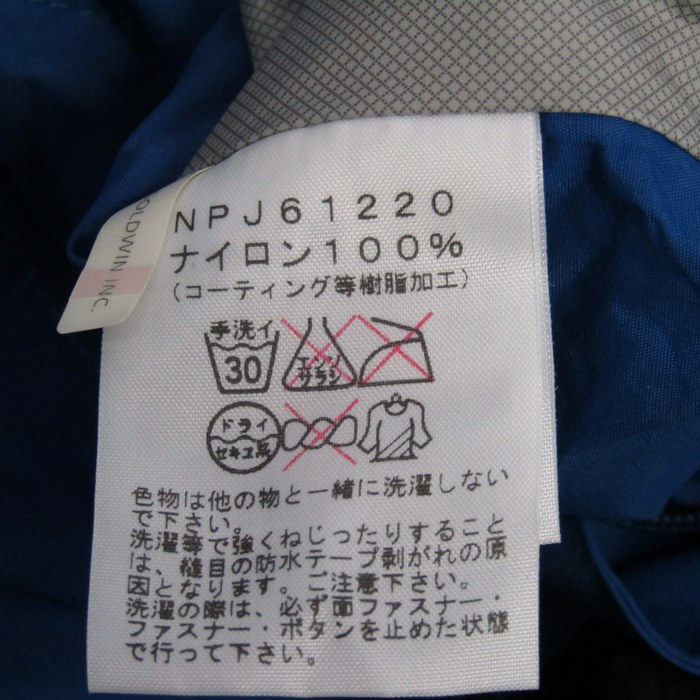 OLDWIN INC.
NPJ61220
ナイロン100%
(コーティング等樹脂加工)
手洗イ
30
エンソ
サラシ
ドライ
セキユ系
色物は他の物と一緒に洗濯しない
で下さい。
洗濯等で強くねじったりすること
は、縫目の防水テープ剥がれの原
因となります。ご注意下さい。
洗濯の際は、必ず面ファスナー・
ファスナー・ボタンを止めた状態
で行って下さい。